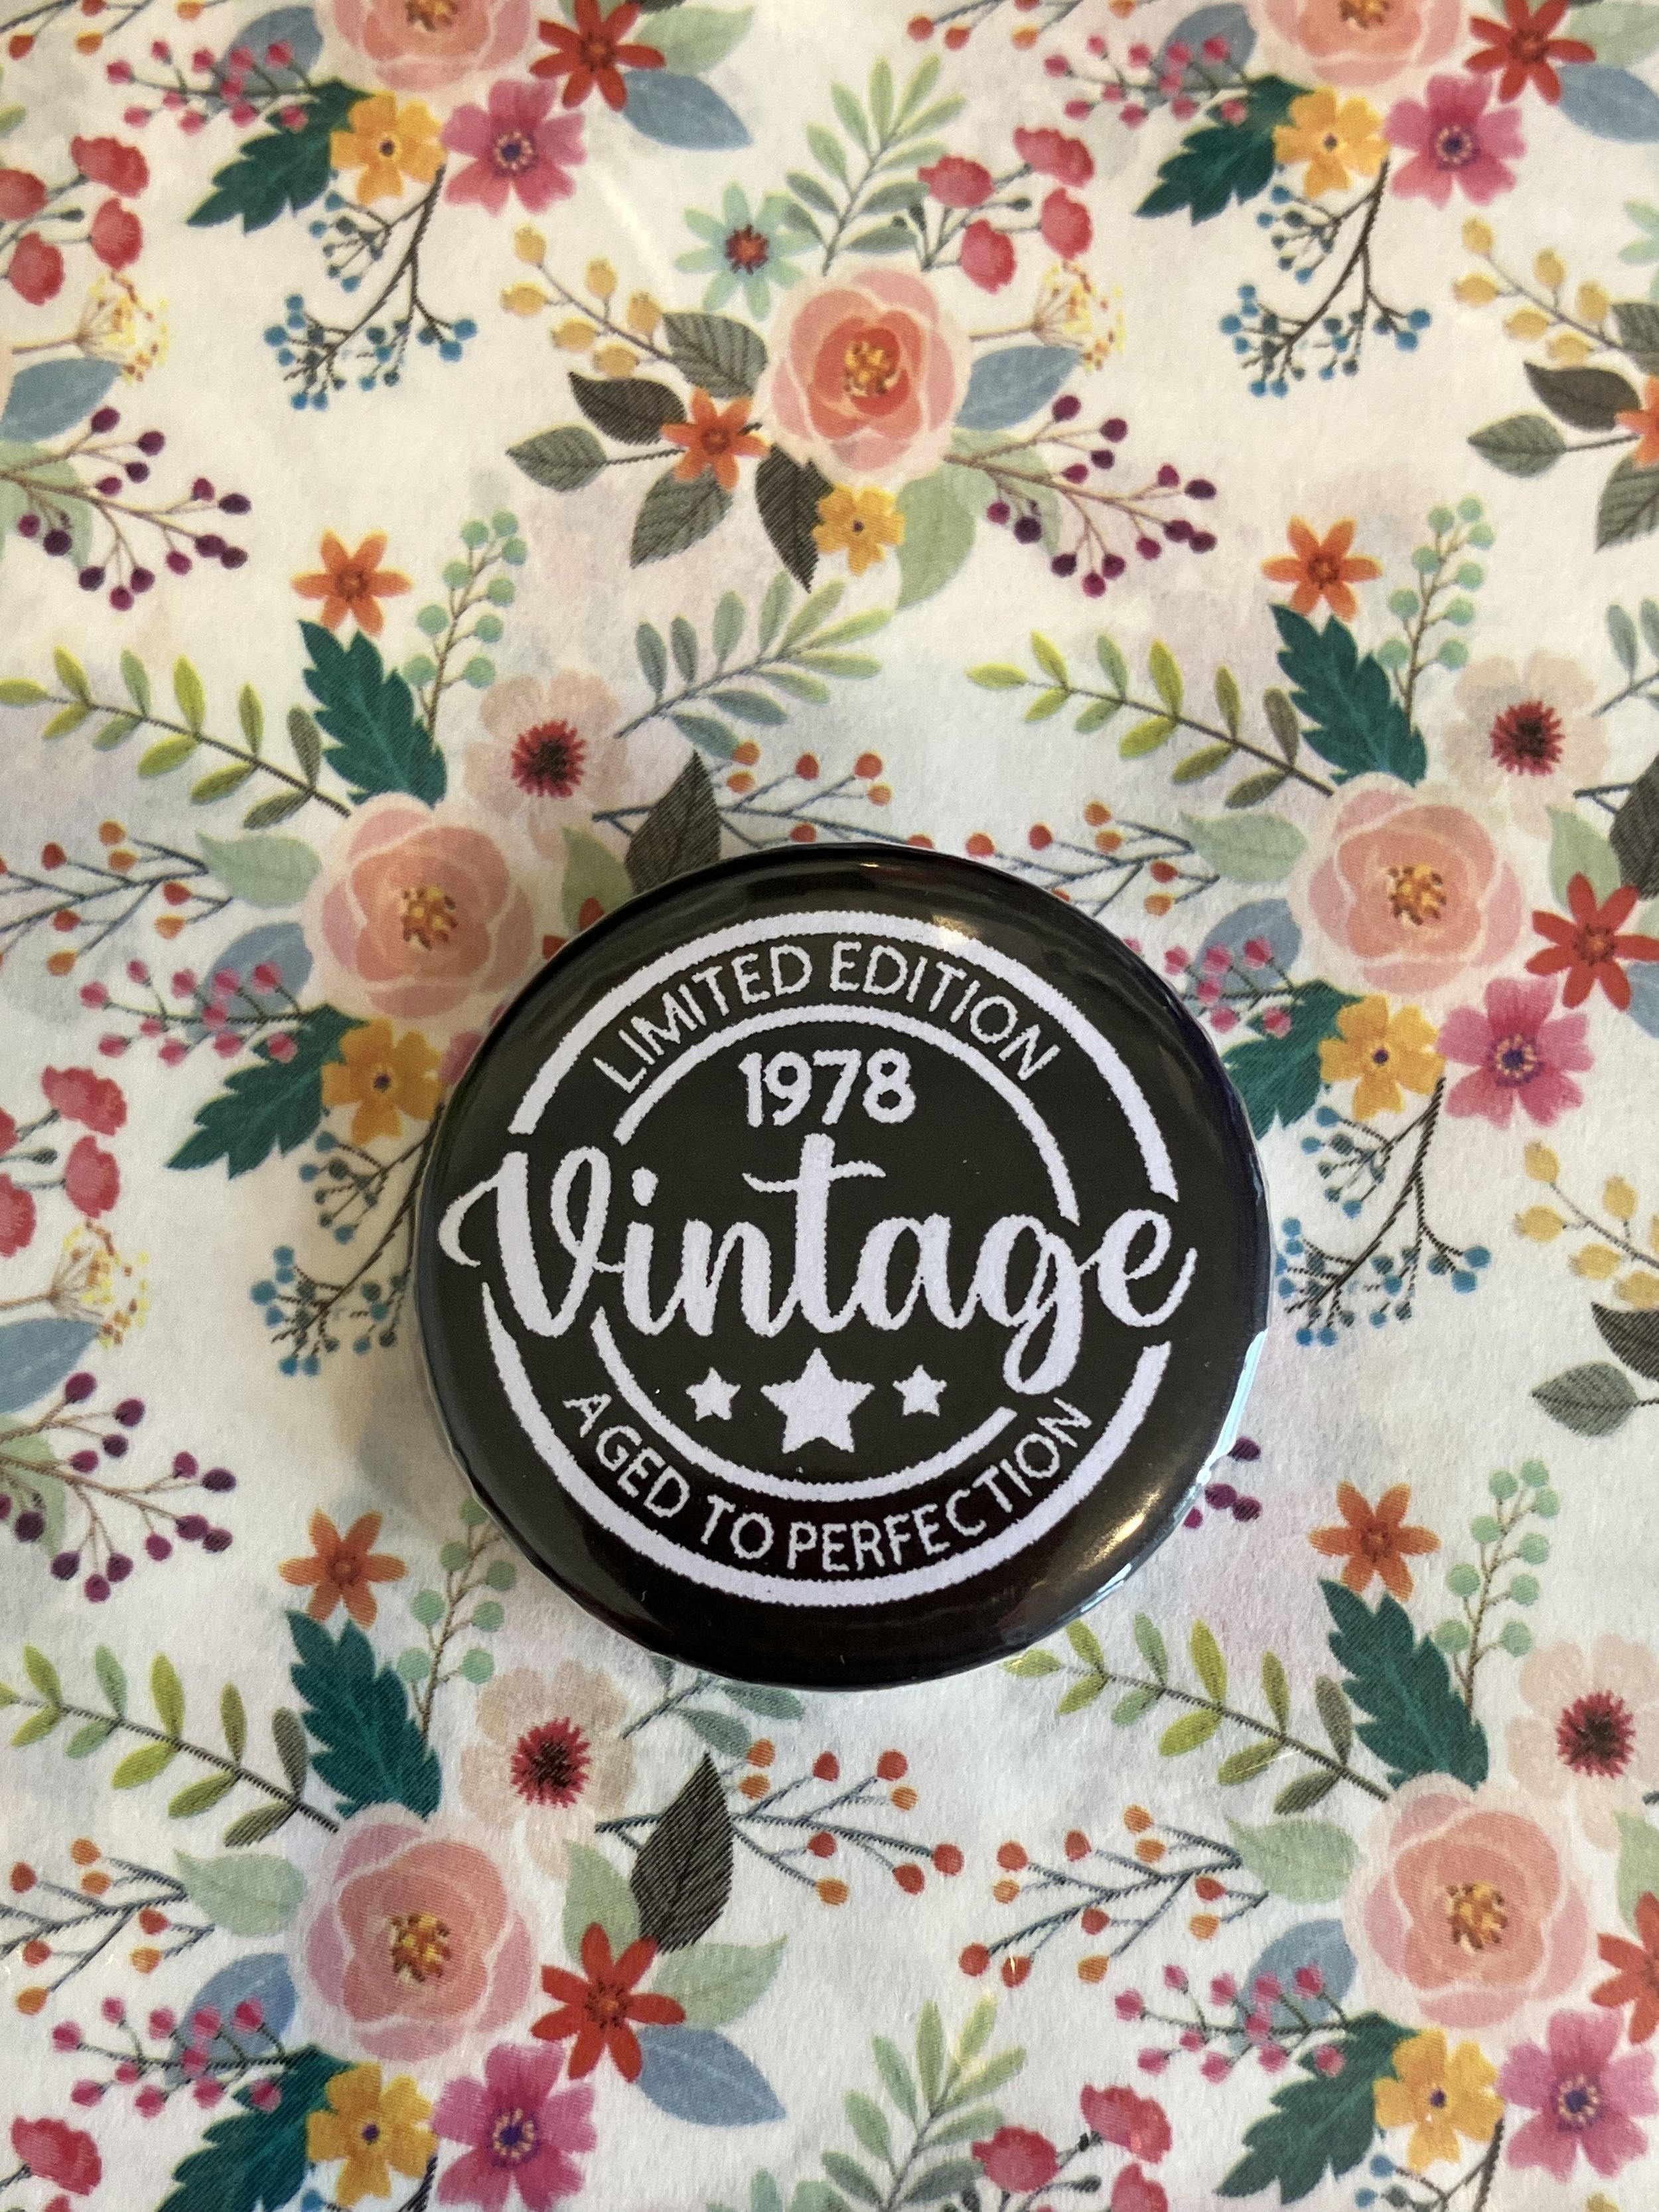 LIMITED EDITION
1978
Vintage
AGED TO PERFECTION